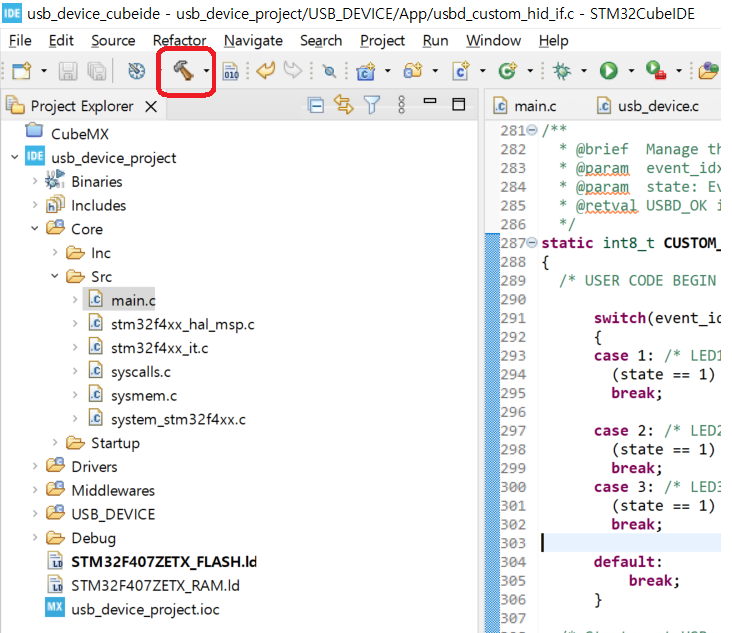 IDE usb_device_cubeide - usb_device_project/USB_DEVICE/App/usbd_custom_hid_if.c - STM32CubeIDE
File Edit Source Refactor Navigate Search Project Run Window Help
010
Project Explorer
main.c
usb_device.c
CubeMX
IDE usb_device_project
Binaries
Includes
Core
Inc
Src
main.c
stm32f4xx_hal_msp.c
stm32f4xx_it.c
syscalls.c
sysmem.c
system_stm32f4xx.c
Startup
Drivers
Middlewares
USB_DEVICE
Debug
STM32F407ZETX_FLASH.ld
STM32F407ZETX_RAM.ld
MX usb_device_project.ioc
281 /**
282 * @brief Manage th
283 * @param event_idx
284 * @param state: Ev
285 * @retval USBD_OK i
286 */
287 static int8_t CUSTOM_
288 {
289 /* USER CODE BEGIN
290
291 switch(event_id
292 {
293 case 1: /* LED1
294 (state == 1)
295 break;
296
297 case 2: /* LED2
298 (state == 1)
299 break;
300 case 3: /* LED3
301 (state == 1)
302 break;
303
304 default:
305 break;
306 }
307